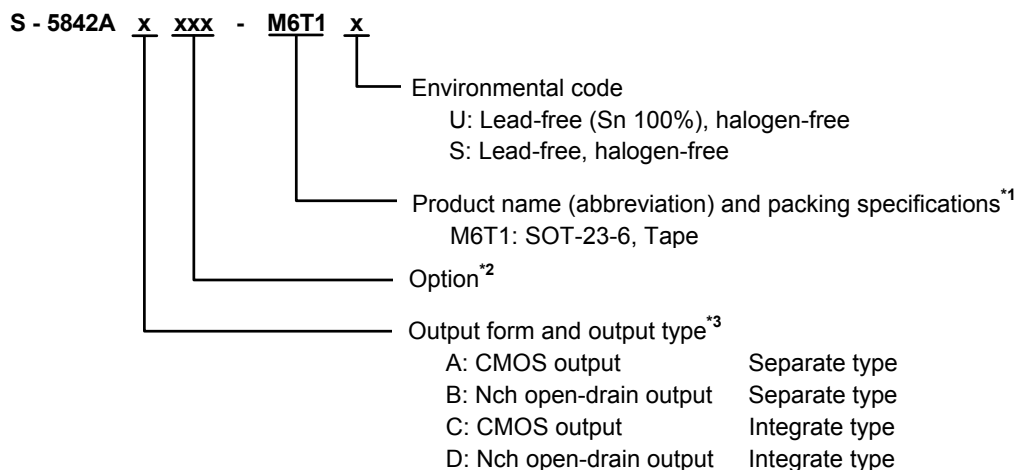 S - 5842A x xxx - M6T1 x
Environmental code
U: Lead-free (Sn 100%), halogen-free
S: Lead-free, halogen-free
Product name (abbreviation) and packing specifications*1
M6T1: SOT-23-6, Tape
Option*2
Output form and output type*3
A: CMOS output Separate type
B: Nch open-drain output Separate type
C: CMOS output Integrate type
D: Nch open-drain output Integrate type